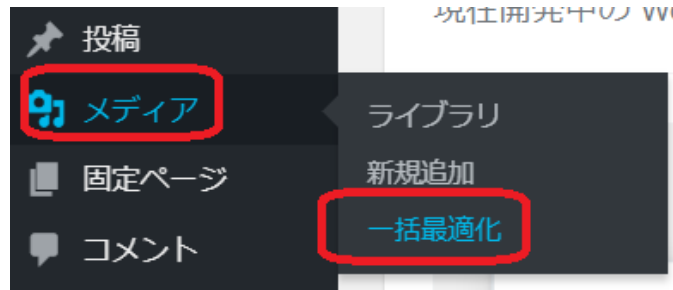 投稿
メディア
固定ページ
コメント
ライブラリ
新規追加
一括最適化